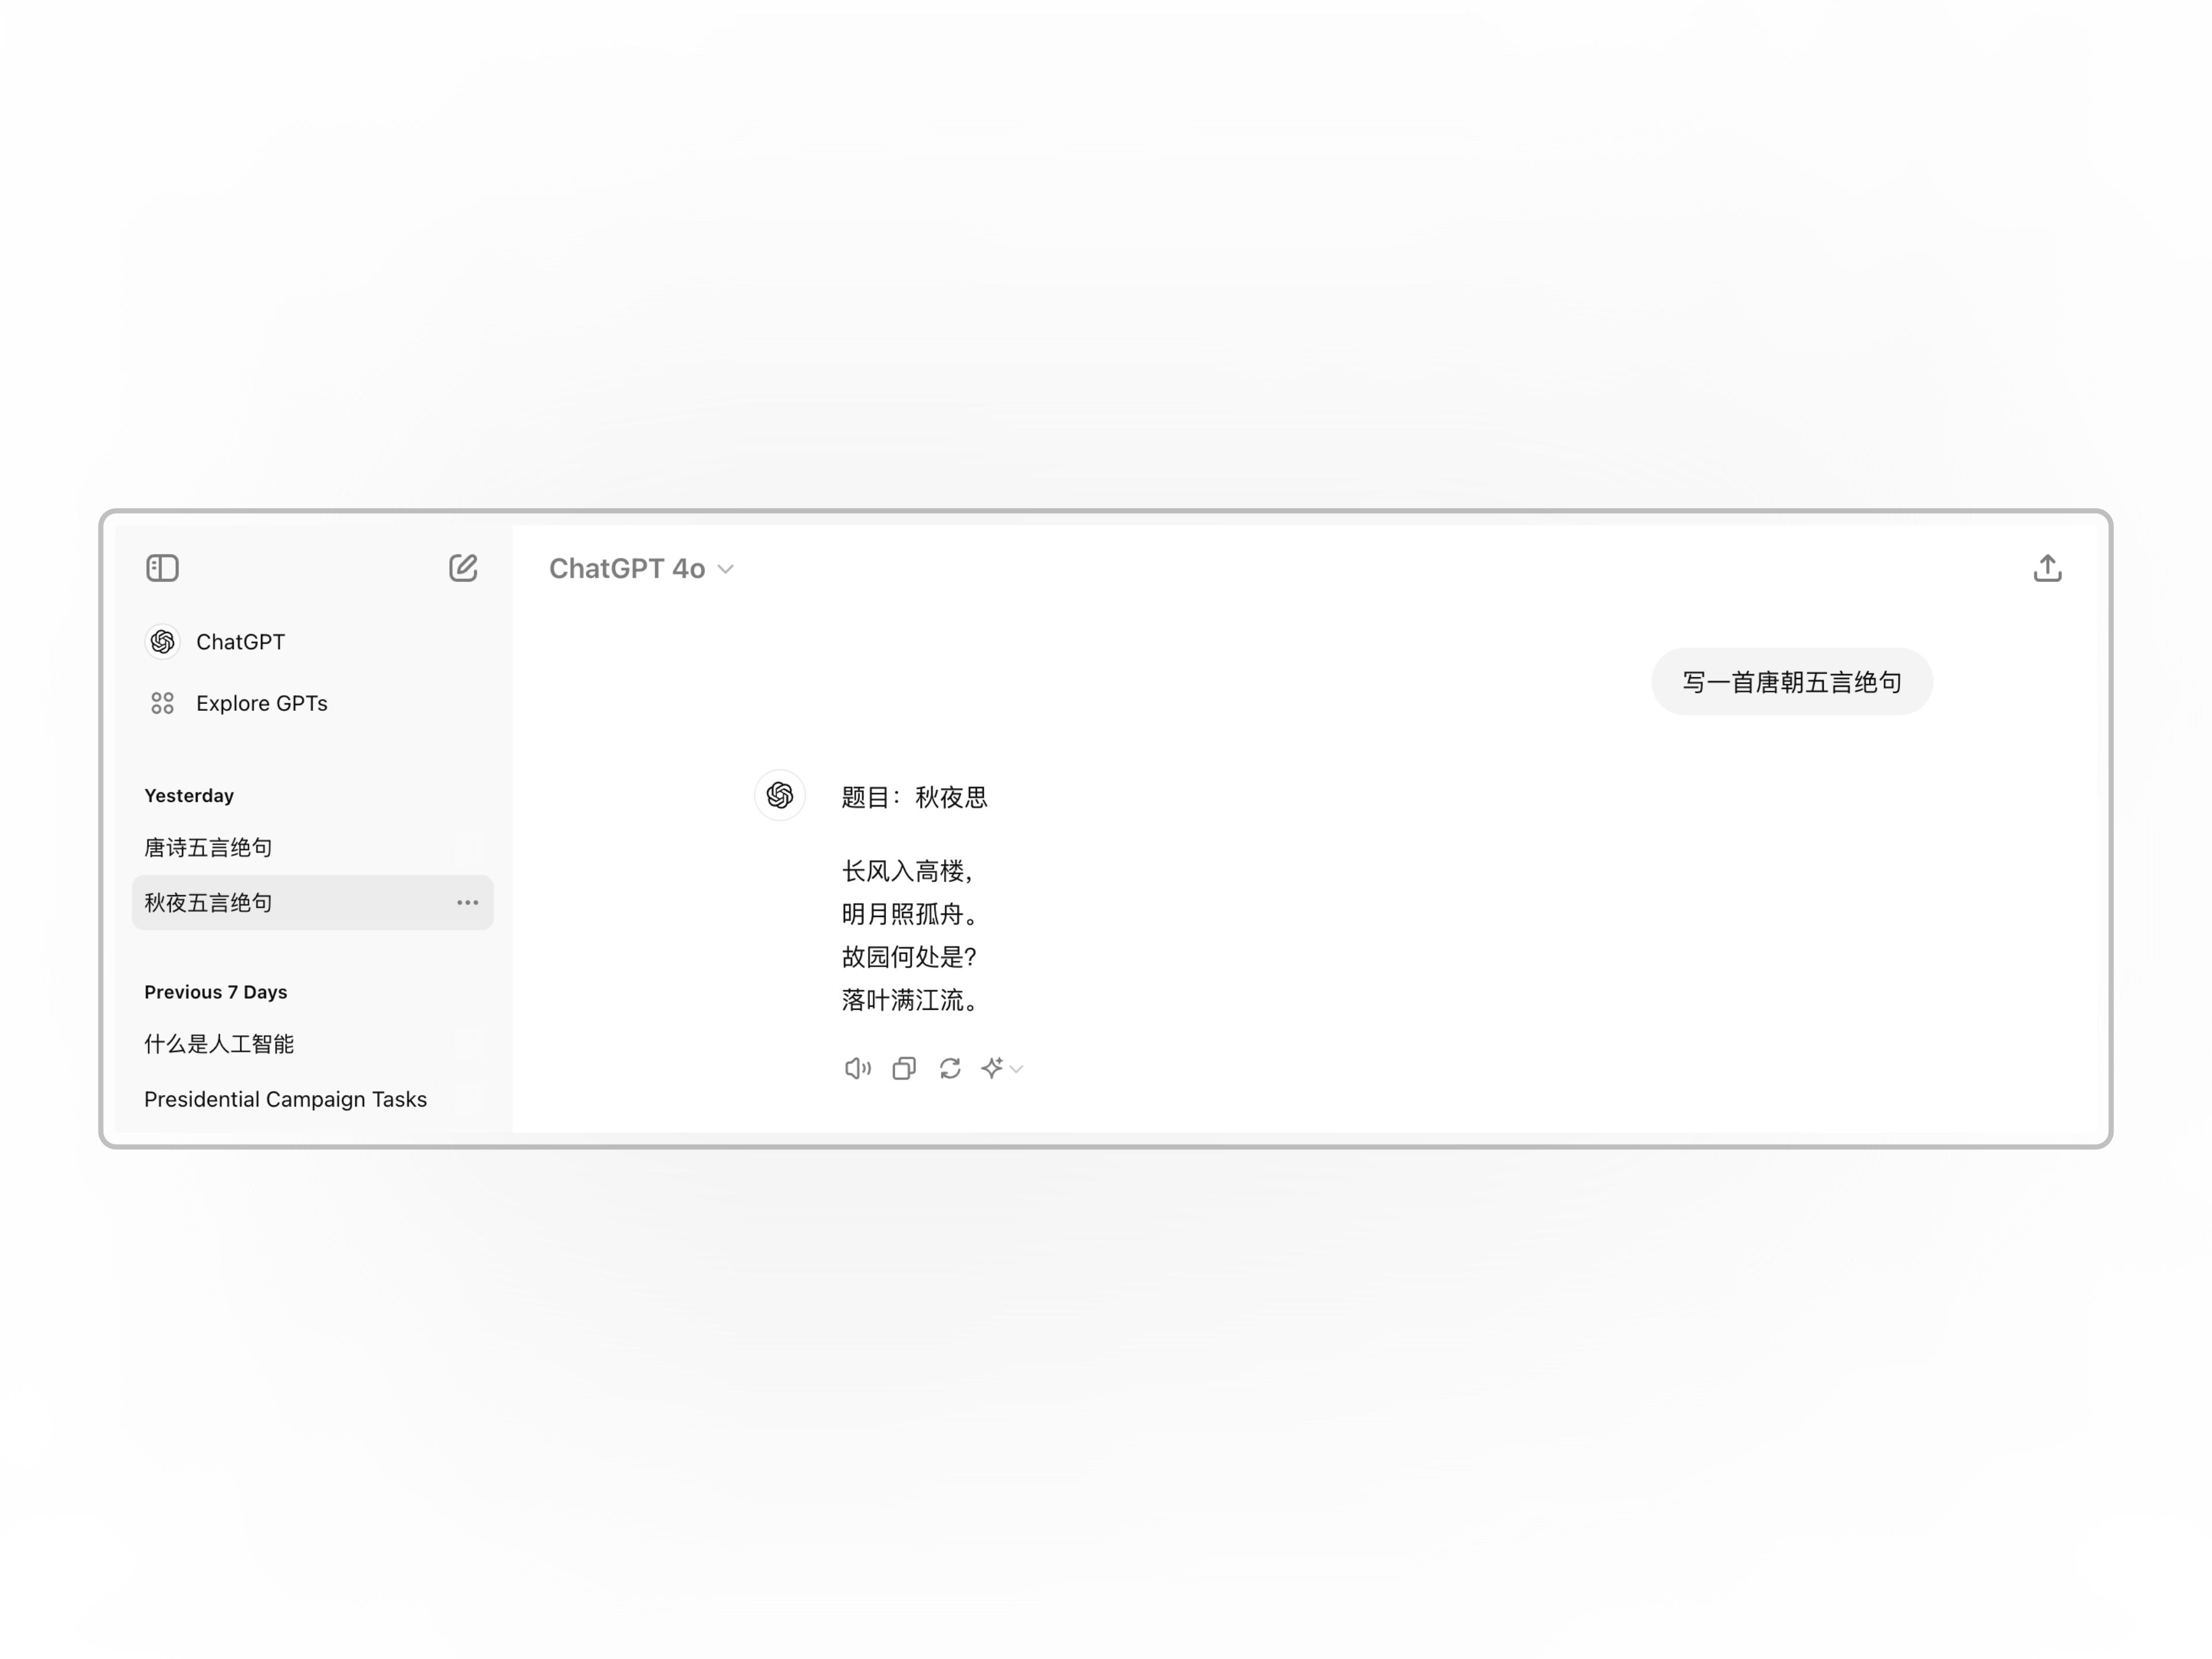 ChatGPT
Explore GPTs
Yesterday
唐诗五言绝句
秋夜五言绝句
Previous 7 Days
什么是人工智能
Presidential Campaign Tasks
ChatGPT 4o
写一首唐朝五言绝句
题目：秋夜思
长风入高楼，
明月照孤舟。
故园何处是？
落叶满江流。